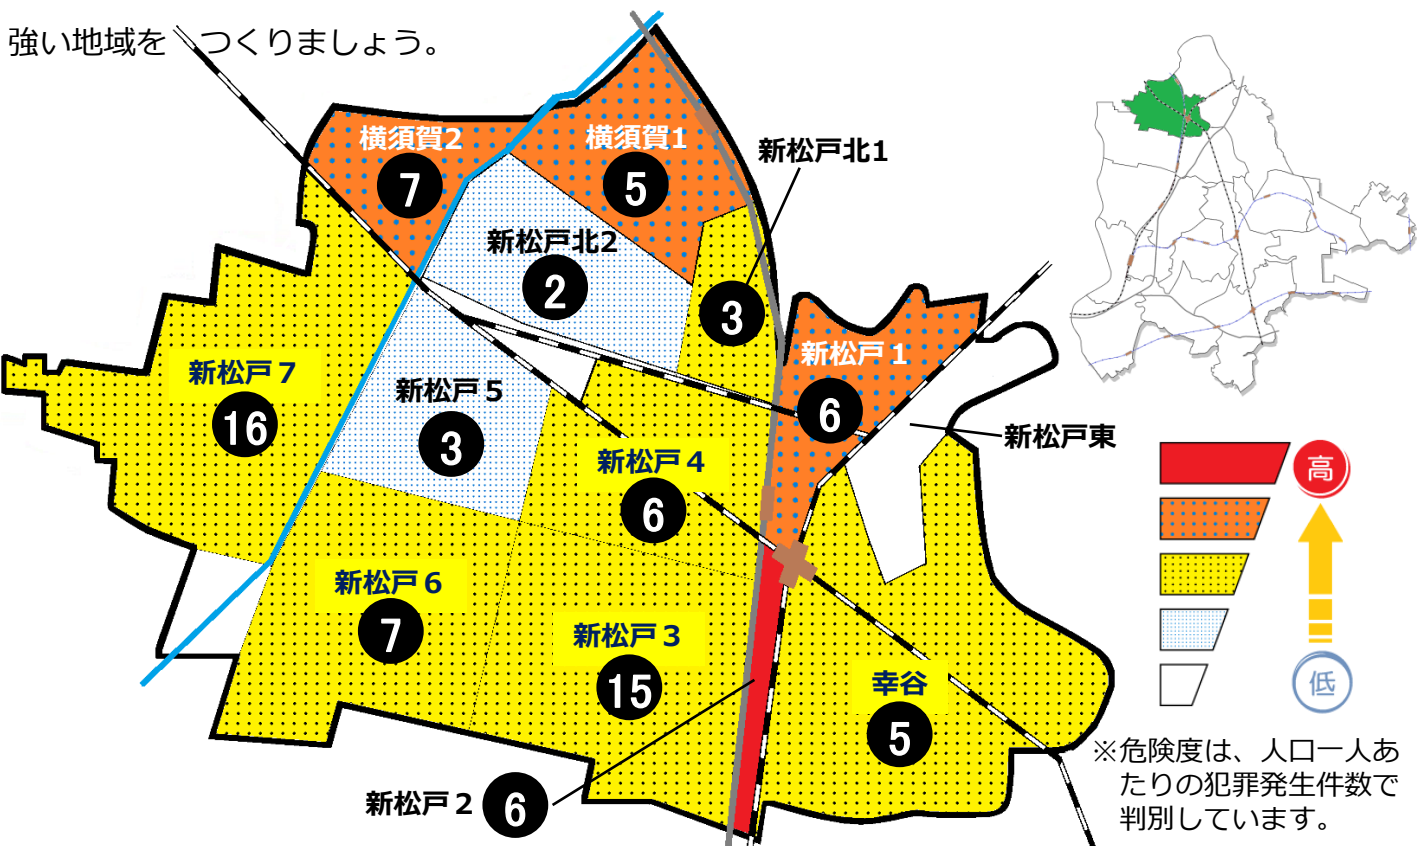 強い地域を つくりましょう。
横須賀2
7
横須賀1
5
新松戸北1
3
新松戸北2
2
新松戸１
6
新松戸７
16
新松戸５
3
新松戸４
6
新松戸東
新松戸６
7
新松戸３
15
幸谷
5
新松戸２
6
高
低
※危険度は、人口一人あ
たりの犯罪発生件数で
判別しています。